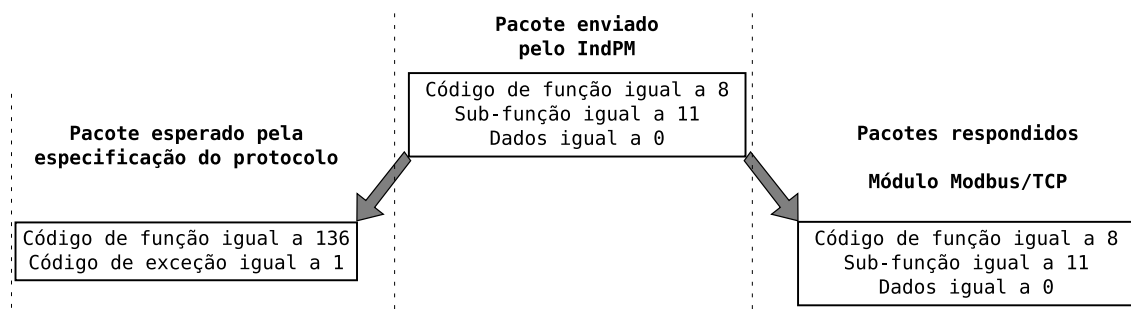 Pacote enviado
pelo IndPM
Código de função igual a 8
Sub-função igual a 11
Dados igual a 0
Pacote esperado pela
especificação do protocolo
Código de função igual a 136
Código de exceção igual a 1
Pacotes respondidos
Módulo Modbus/TCP
Código de função igual a 8
Sub-função igual a 11
Dados igual a 0